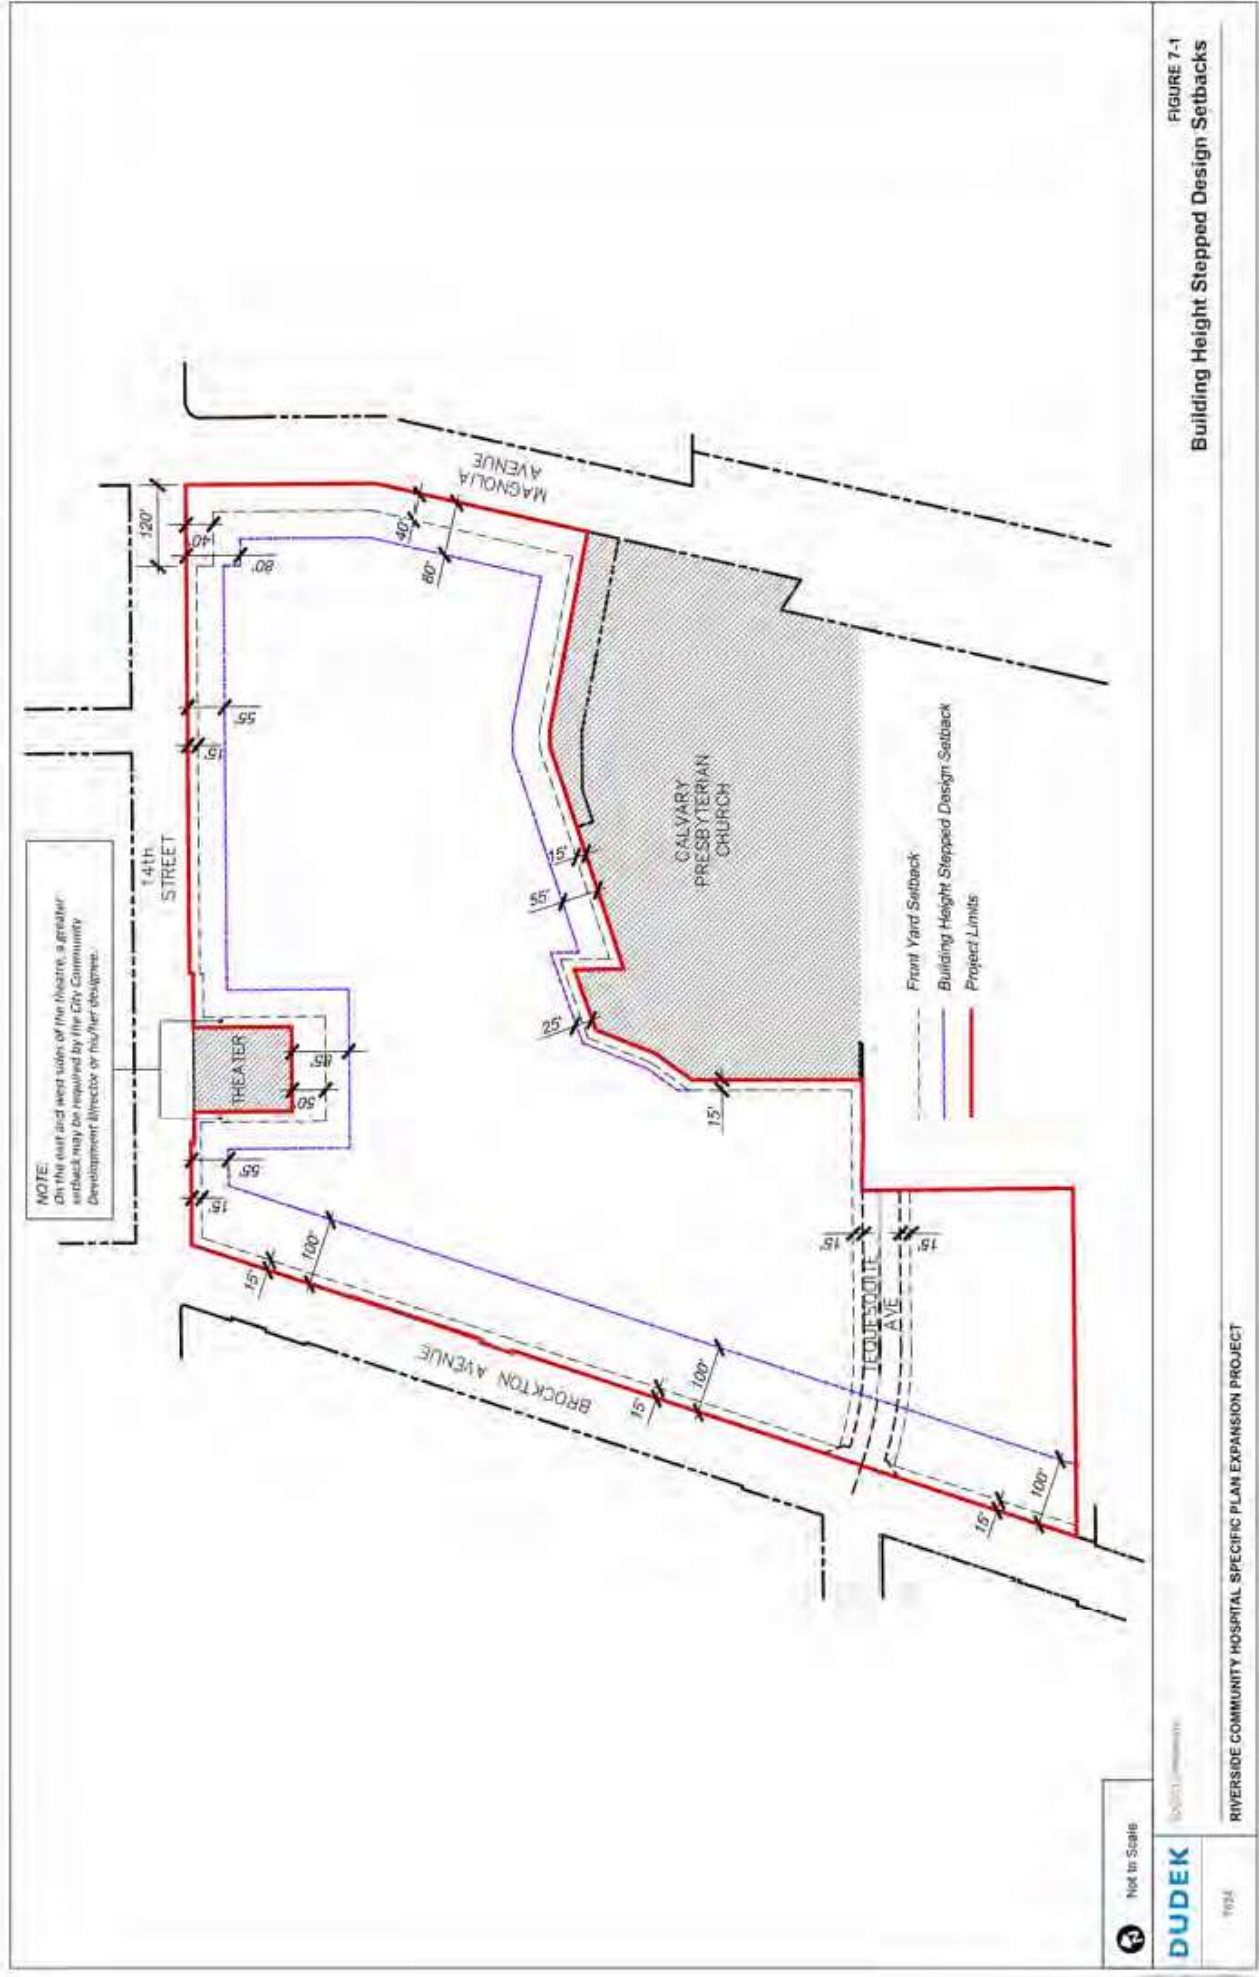 NOTE:
On the east and west sides of the theatre, a greater
setback may be required by the City Community
Development Director or his/her designee.
14th
STREET
120'
40'
80'
MAGNOLIA
AVENUE
40'
80'
55'
15'
THEATER
85'
50'
55'
15'
15'
100'
BROCKTON AVENUE
15'
55'
25'
CALVARY
PRESBYTERIAN
CHURCH
15'
15'
100'
15'
15'
TEQUESQUITE
AVE
15'
100'
Front Yard Setback
Building Height Stepped Design Setback
Project Limits
Not to Scale
DUDEK
7624
RIVERSIDE COMMUNITY HOSPITAL SPECIFIC PLAN EXPANSION PROJECT
FIGURE 7-1
Building Height Stepped Design Setbacks